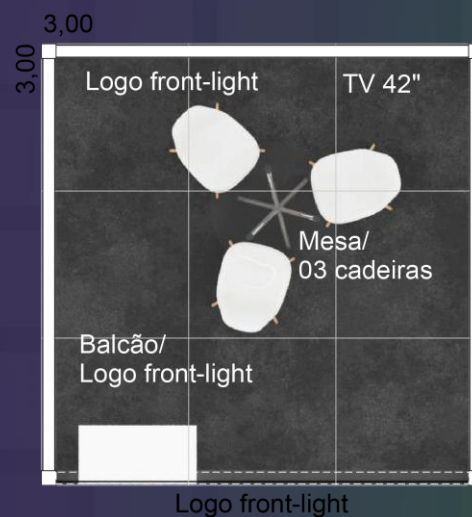 3,00
3,00
Logo front-light
TV 42"
Mesa/
03 cadeiras
Balcão/
Logo front-light
Logo front-light